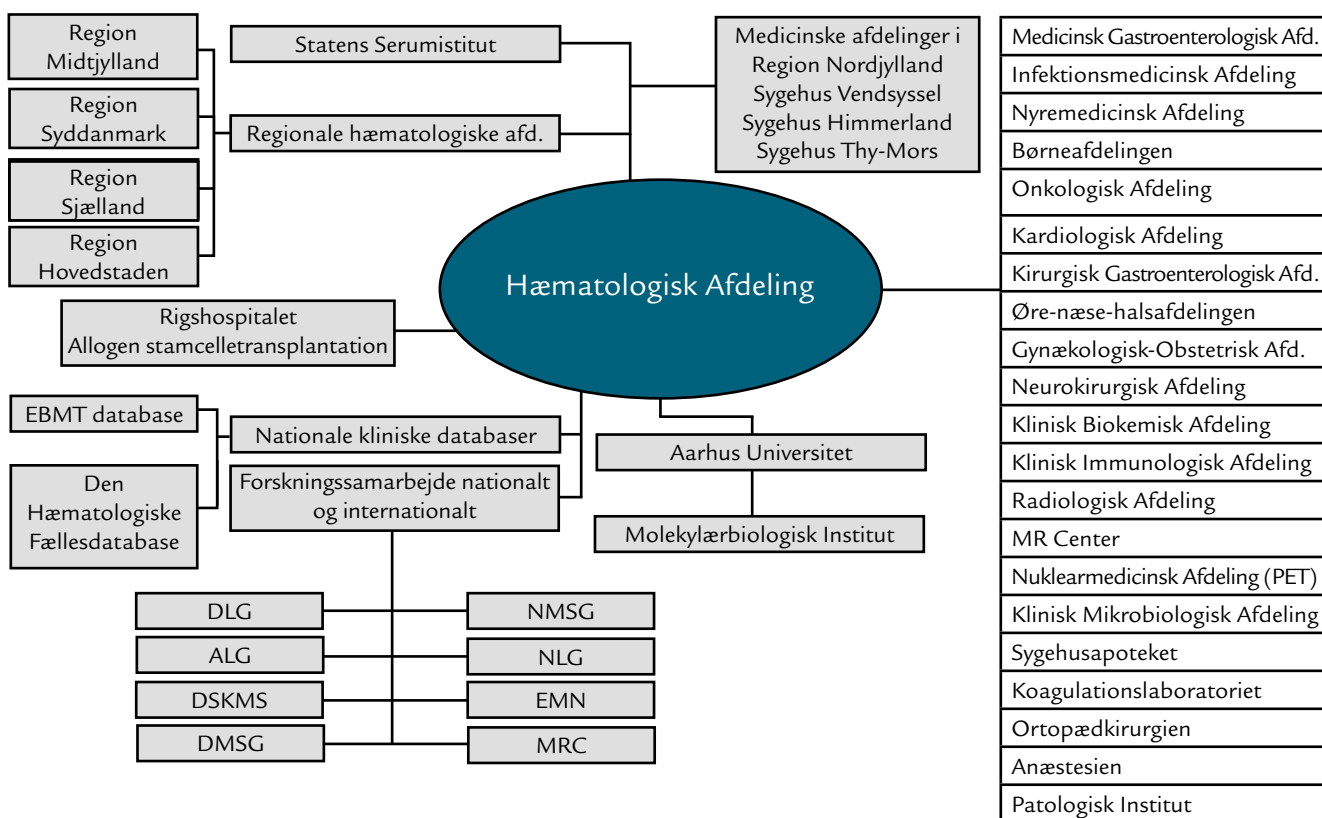 Region
Midtjylland
Region
Syddanmark
Region
Sjælland
Region
Hovedstaden
Statens Serumistitut
Regionale hæmatologiske afd.
Medicinske afdelinger i
Region Nordjylland
Sygehus Vendsyssel
Sygehus Himmerland
Sygehus Thy-Mors
Hæmatologisk Afdeling
Rigshospitalet
Allogen stamcelletransplantation
EBMT database
Den
Hæmatologiske
Fællesdatabase
Nationale kliniske databaser
Forskningssamarbejde nationalt
og internationalt
Aarhus Universitet
Molekylærbiologisk Institut
DLG
NMSG
ALG
NLG
DSKMS
EMN
DMSG
MRC
Medicinsk Gastroenterologisk Afd.
Infektionsmedicinsk Afdeling
Nyremedicinsk Afdeling
Børneafdelingen
Onkologisk Afdeling
Kardiologisk Afdeling
Kirurgisk Gastroenterologisk Afd.
Øre-næse-halsafdelingen
Gynækologisk-Obstetrisk Afd.
Neurokirurgisk Afdeling
Klinisk Biokemisk Afdeling
Klinisk Immunologisk Afdeling
Radiologisk Afdeling
MR Center
Nuklearmedicinsk Afdeling (PET)
Klinisk Mikrobiologisk Afdeling
Sygehusapoteket
Koagulationslaboratoriet
Ortopædkirurgien
Anæstesien
Patologisk Institut